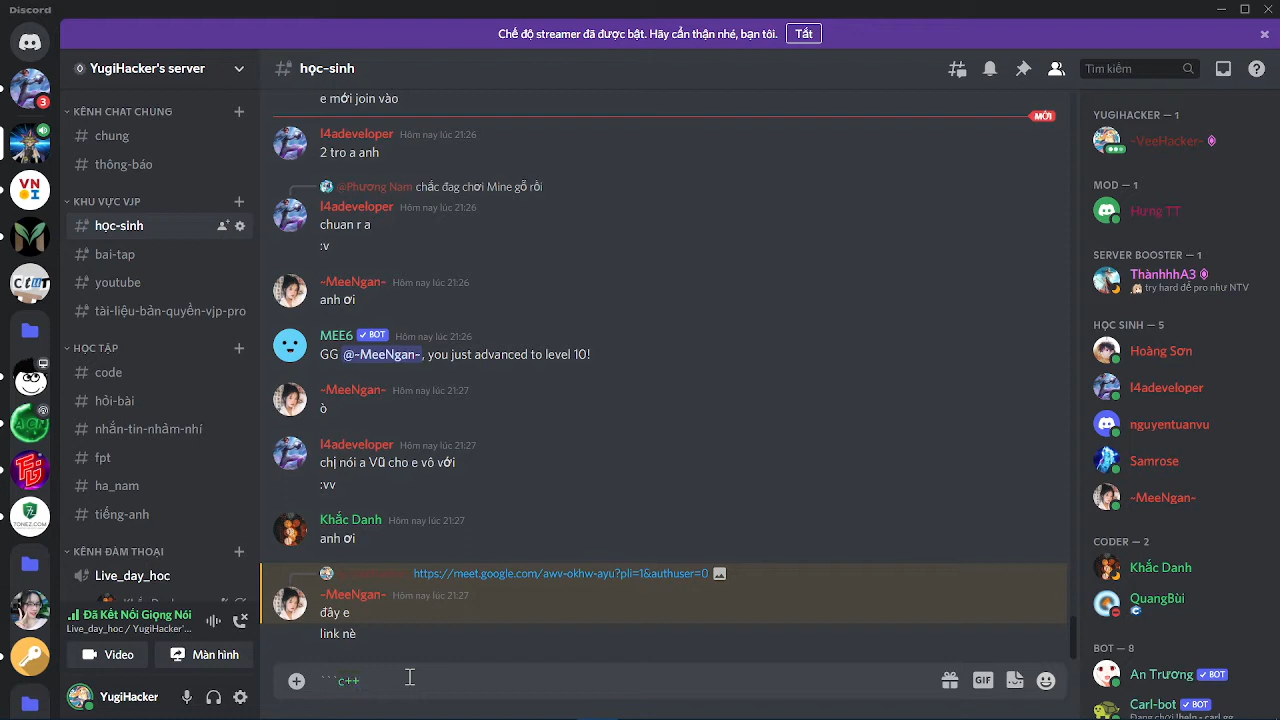 Discord
Chế độ streamer đã được bật. Hãy cẩn thận nhé, bạn tôi.
Tắt
YugiHacker's server
KÊNH CHAT CHUNG
chung
thông-báo
KHU VỰC VJP
học-sinh
bai-tap
youtube
tài-liệu-bản-quyền-vjp-pro
HỌC TẬP
code
hỏi-bài
nhắn-tin-nhảm-nhí
fpt
ha_nam
tiếng-anh
KÊNH ĐÀM THOẠI
Live_day_hoc
Đã Kết Nối Giọng Nói
Live_day_hoc / YugiHacker'...
Video
Màn hình
YugiHacker
3
VN
OI
CTUT
ACN
7ONEZ.COM
học-sinh
Tìm kiếm
e mới join vào
MỚI
l4adeveloper Hôm nay lúc 21:26
2 tro a anh
@Phương Nam chắc đag chơi Mine gỗ rồi
l4adeveloper Hôm nay lúc 21:26
chuan r a
:v
~MeeNgan~ Hôm nay lúc 21:26
anh ơi
MEE6 BOT Hôm nay lúc 21:26
GG @~MeeNgan~, you just advanced to level 10!
~MeeNgan~ Hôm nay lúc 21:27
ò
l4adeveloper Hôm nay lúc 21:27
chị nói a Vũ cho e vô với
:vv
Khắc Danh Hôm nay lúc 21:27
anh ơi
https://meet.google.com/awv-okhw-ayu?pli=1&authuser=0
~MeeNgan~ Hôm nay lúc 21:27
đây e
link nè
```c++
GIF
YUGIHACKER — 1
~VeeHacker~
MOD — 1
Hưng TT
SERVER BOOSTER — 1
ThànhhhA3
try hard để pro như NTV
HỌC SINH — 5
Hoàng Sơn
l4adeveloper
nguyentuanvu
Samrose
~MeeNgan~
CODER — 2
Khắc Danh
QuangBùi
BOT — 8
An Trương BOT
Carl-bot BOT